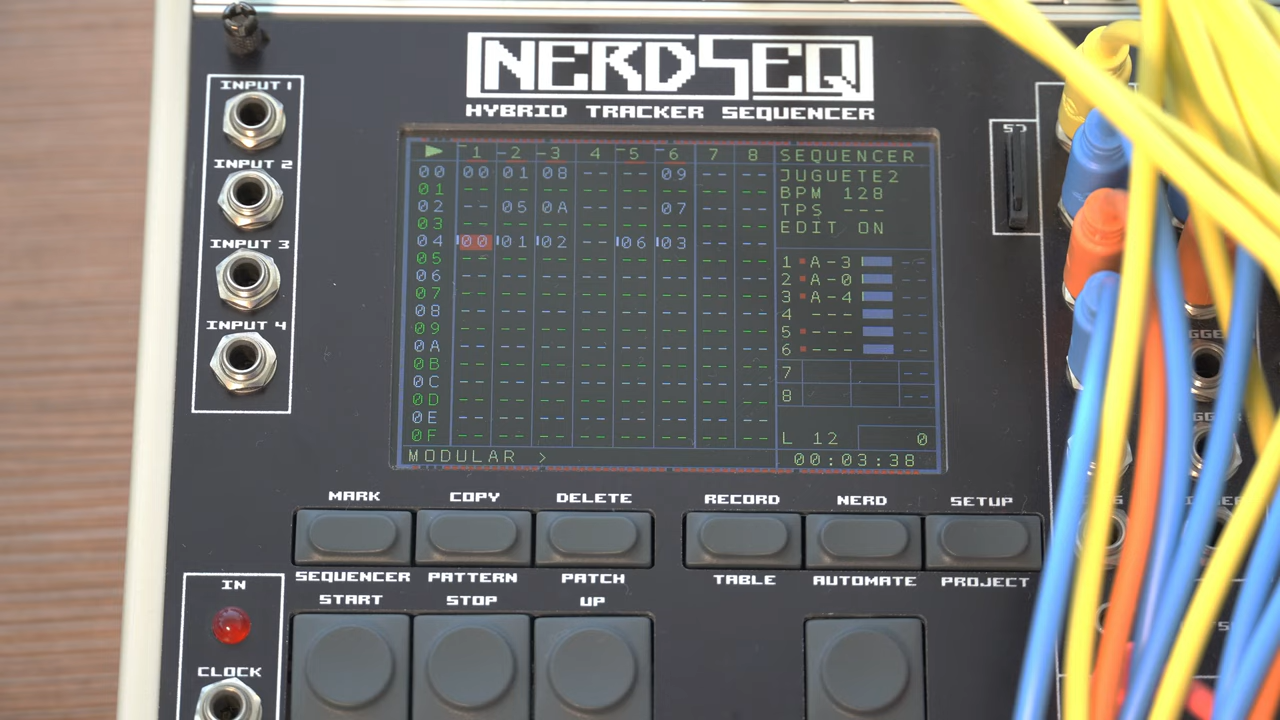 NERDSEQ
HYBRID TRACKER SEQUENCER
INPUT 1
INPUT 2
INPUT 3
INPUT 4
CS
▶ -1 -2 -3 4 -5 -6 7 8 SEQUENCER
00 00 01 08 -- -- 09 -- -- JUGUETE2
01 -- -- -- -- -- -- -- -- BPM 128
02 -- 05 0A -- -- 07 -- -- TPS ---
03 -- -- -- -- -- -- -- -- EDIT ON
04 00 01 02 -- 06 03 -- --
05 -- -- -- -- -- -- -- -- 1 A-3 --
06 -- -- -- -- -- -- -- -- 2 A-0 --
07 -- -- -- -- -- -- -- -- 3 A-4 --
08 -- -- -- -- -- -- -- -- 4 --- --
09 -- -- -- -- -- -- -- -- 5 --- --
0A -- -- -- -- -- -- -- -- 6 --- --
0B -- -- -- -- -- -- -- -- 7 --
0C -- -- -- -- -- -- -- -- 8 --
0D -- -- -- -- -- -- -- --
0E -- -- -- -- -- -- -- -- L 12 0
0F -- -- -- -- -- -- -- --
MODULAR > 00:03:38
MARK COPY DELETE RECORD NERD SETUP
SEQUENCER PATTERN PATCH TABLE AUTOMATE PROJECT
START STOP UP
IN
CLOCK